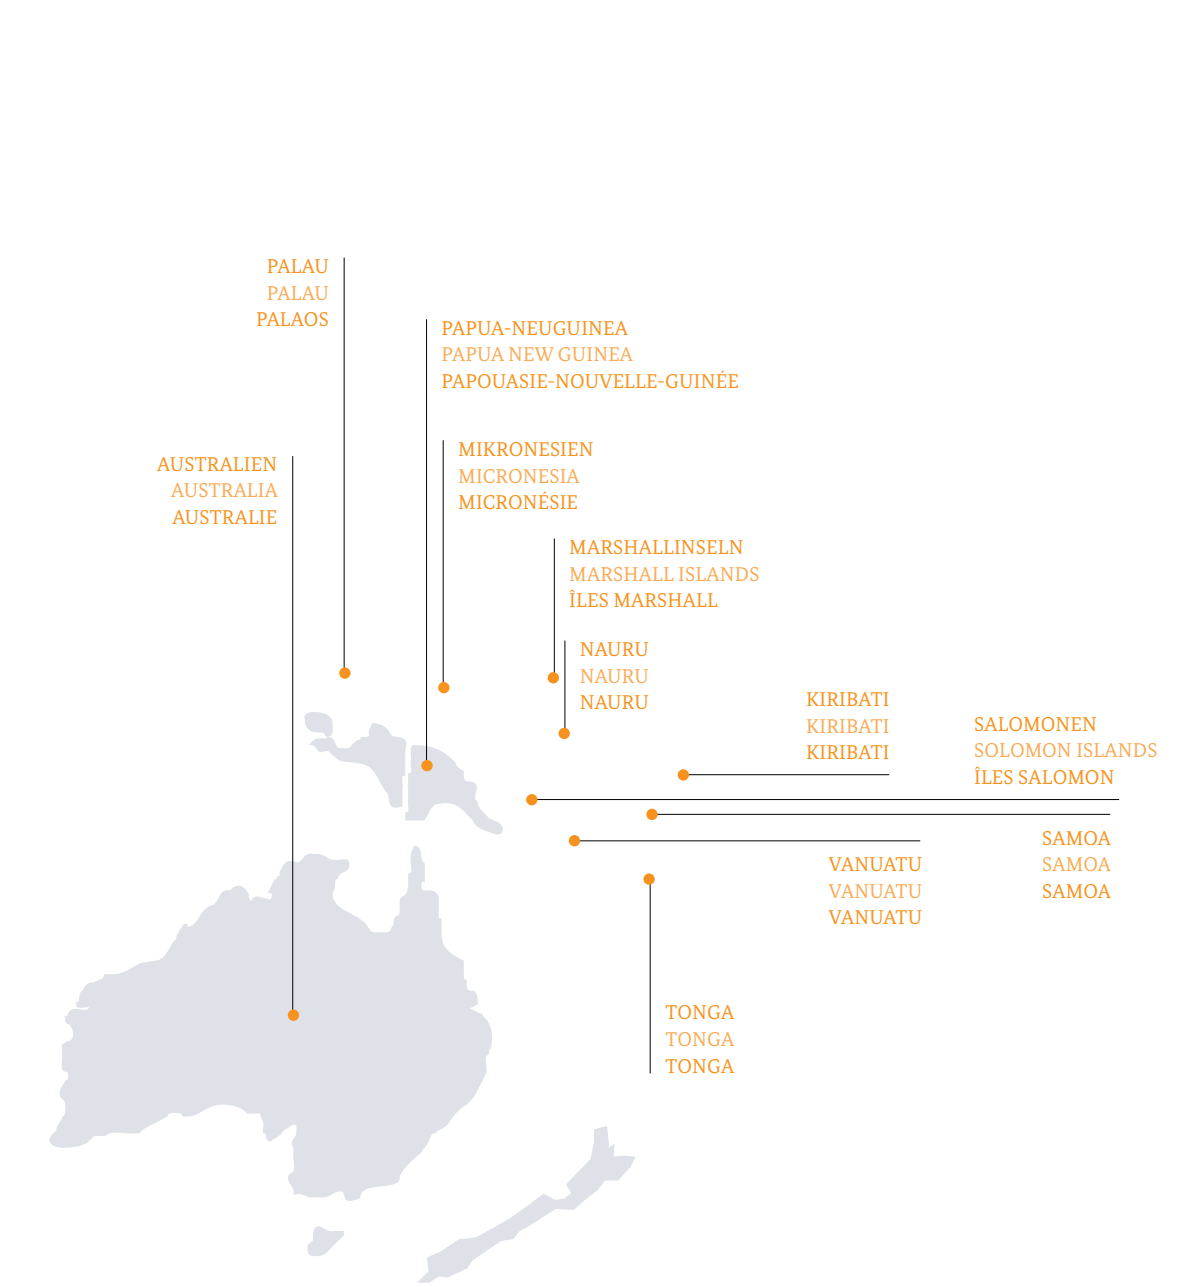 PALAU
PALAU
PALAOS
PAPUA-NEUGUINEA
PAPUA NEW GUINEA
PAPOUASIE-NOUVELLE-GUINÉE
MIKRONESIEN
MICRONESIA
MICRONÉSIE
AUSTRALIEN
AUSTRALIA
AUSTRALIE
MARSHALLINSELN
MARSHALL ISLANDS
ÎLES MARSHALL
NAURU
NAURU
NAURU
KIRIBATI
KIRIBATI
KIRIBATI
SALOMONEN
SOLOMON ISLANDS
ÎLES SALOMON
SAMOA
SAMOA
SAMOA
VANUATU
VANUATU
VANUATU
TONGA
TONGA
TONGA